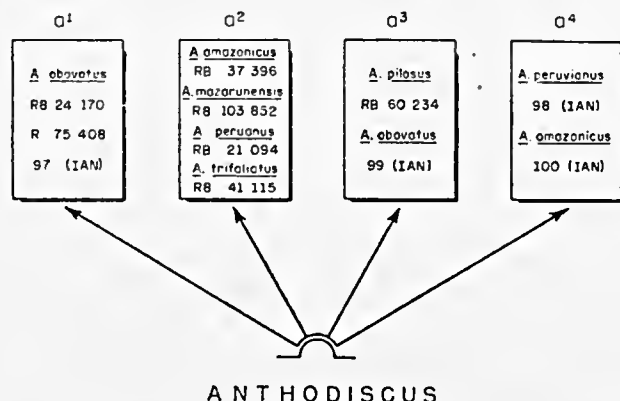 a1
A obovatus
RB 24 170
R 75 408
97 (IAN)
a2
A amazonicus
RB 37 396
A. mazarunensis
RB 103 852
A peruanus
RB 21 094
A. trifoliatus
RB 41 115
a3
A. pilosus
RB 60 234
A. obovatus
99 (IAN)
a4
A. peruvianus
98 (IAN)
A. amazonicus
100 (IAN)
ANTHODISCUS